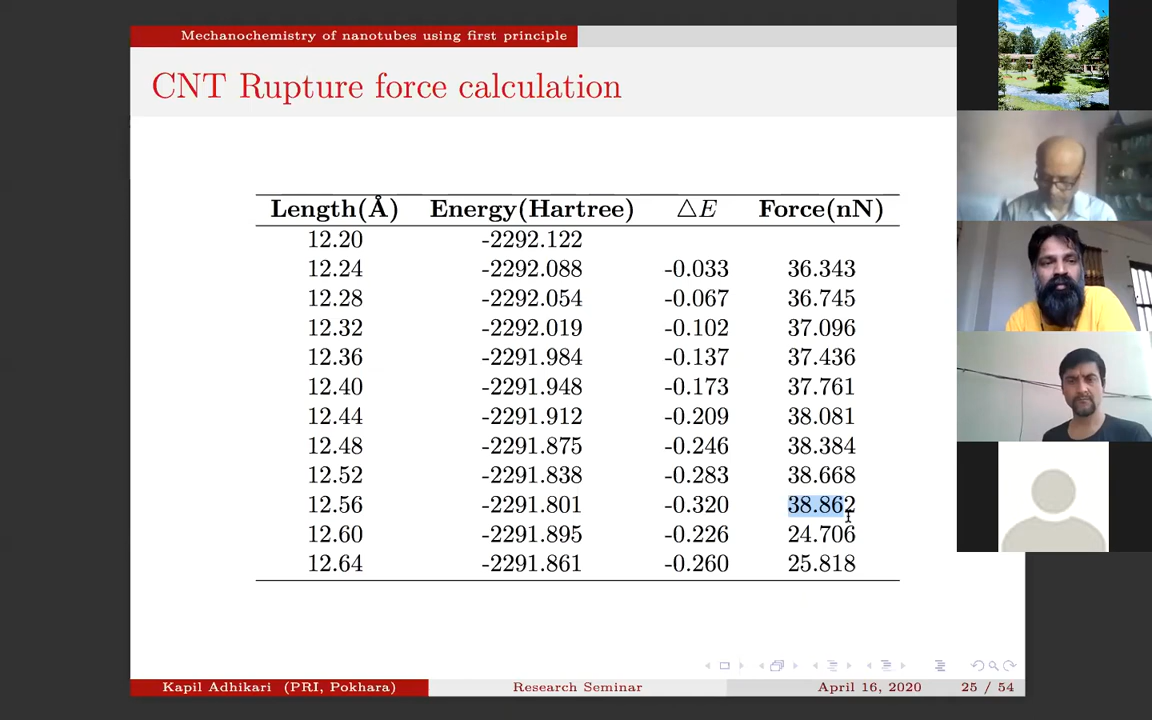 Mechanochemistry of nanotubes using first principle
CNT Rupture force calculation
Length(Å) Energy(Hartree) △E Force(nN)
12.20 -2292.122
12.24 -2292.088 -0.033 36.343
12.28 -2292.054 -0.067 36.745
12.32 -2292.019 -0.102 37.096
12.36 -2291.984 -0.137 37.436
12.40 -2291.948 -0.173 37.761
12.44 -2291.912 -0.209 38.081
12.48 -2291.875 -0.246 38.384
12.52 -2291.838 -0.283 38.668
12.56 -2291.801 -0.320 38.862
12.60 -2291.895 -0.226 24.706
12.64 -2291.861 -0.260 25.818
Kapil Adhikari (PRI, Pokhara) Research Seminar April 16, 2020 25 / 54